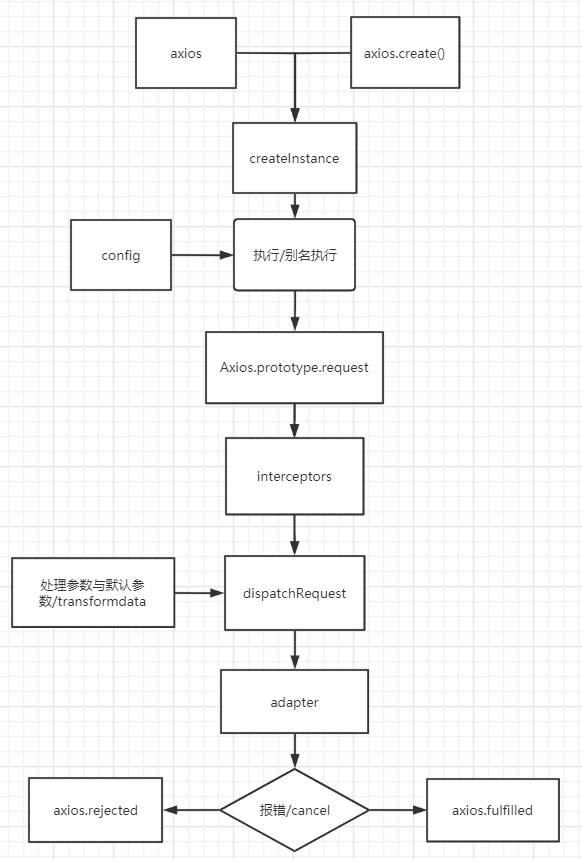 axios
axios.create()
createInstance
config
执行/别名执行
Axios.prototype.request
interceptors
处理参数与默认参
数/transformdata
dispatchRequest
adapter
axios.rejected
报错/cancel
axios.fulfilled